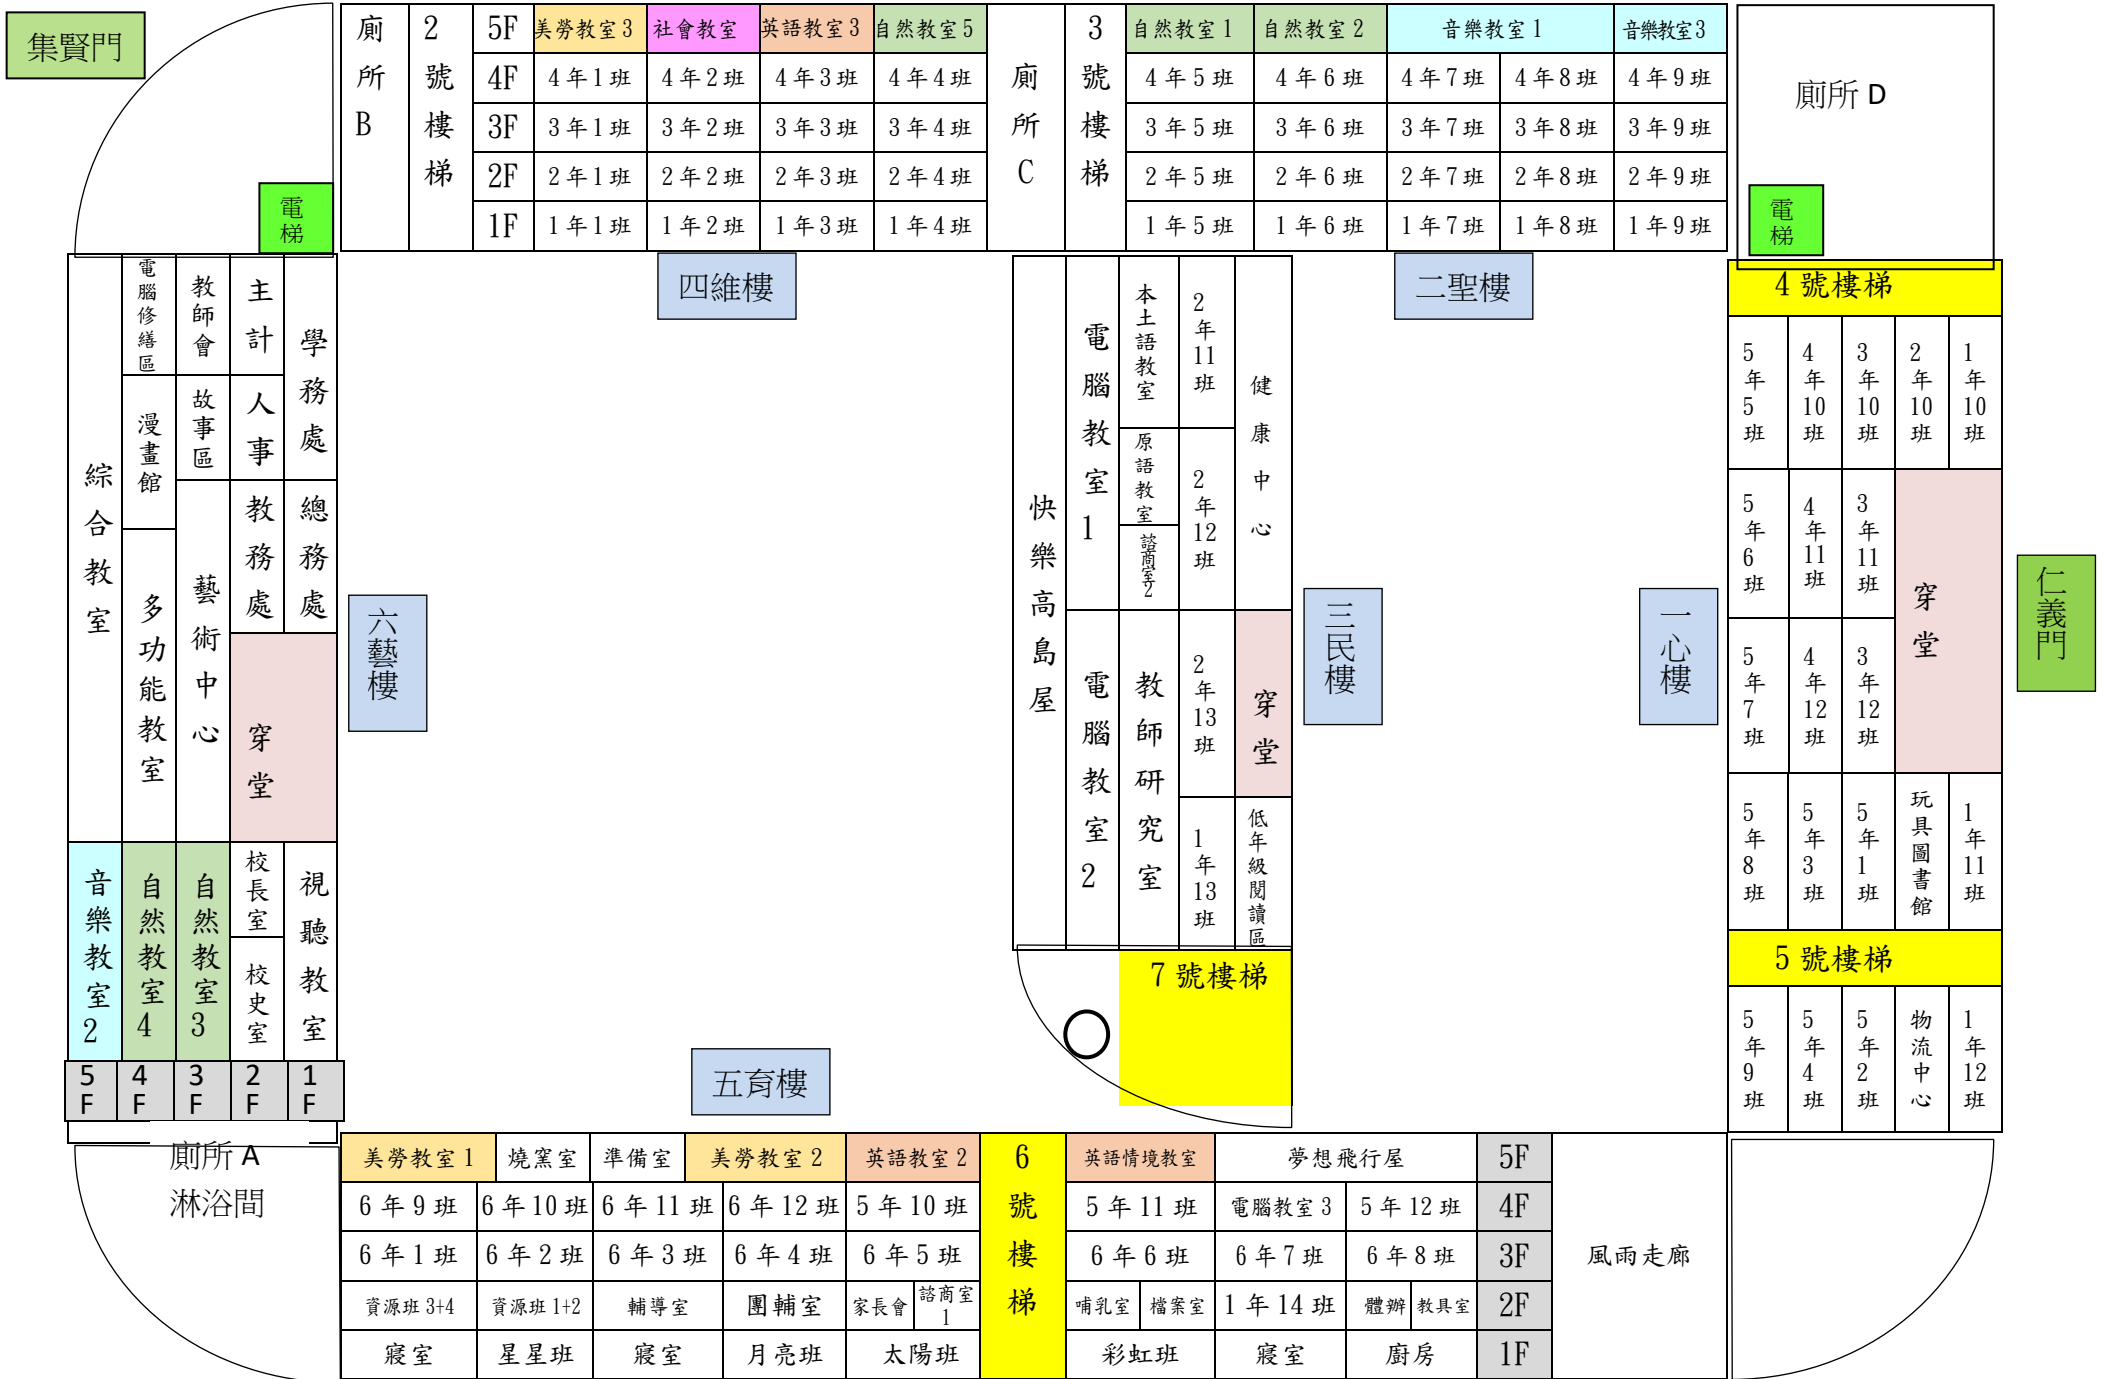 集賢門
廁所B
2號樓梯
5F 美勞教室3 社會教室 英語教室3 自然教室5
4F 4年1班 4年2班 4年3班 4年4班
3F 3年1班 3年2班 3年3班 3年4班
2F 2年1班 2年2班 2年3班 2年4班
1F 1年1班 1年2班 1年3班 1年4班
廁所C
3號樓梯
自然教室1 自然教室2 音樂教室1 音樂教室3
4年5班 4年6班 4年7班 4年8班 4年9班
3年5班 3年6班 3年7班 3年8班 3年9班
2年5班 2年6班 2年7班 2年8班 2年9班
1年5班 1年6班 1年7班 1年8班 1年9班
廁所D
電梯
電梯
四維樓
二聖樓
綜合教室
音樂教室2
5F
電腦修繕區
漫畫館
多功能教室
自然教室4
4F
教師會
故事區
藝術中心
自然教室3
3F
主計
人事
教務處
穿堂
校長室
校史室
2F
學務處
總務處
視聽教室
1F
六藝樓
快樂高島屋
電腦教室1
電腦教室2
本土語教室
原語教室
諮商室2
教師研究室
2年11班
2年12班
2年13班
1年13班
健康中心
穿堂
低年級閱讀區
7號樓梯
三民樓
一心樓
4號樓梯
5年5班
4年10班
3年10班
2年10班
1年10班
5年6班
4年11班
3年11班
穿堂
5年7班
4年12班
3年12班
5年8班
5年3班
5年1班
玩具圖書館
1年11班
5號樓梯
5年9班
5年4班
5年2班
物流中心
1年12班
仁義門
五育樓
廁所A
淋浴間
美勞教室1 燒窯室 準備室 美勞教室2 英語教室2
6年9班 6年10班 6年11班 6年12班 5年10班
6年1班 6年2班 6年3班 6年4班 6年5班
資源班3+4 資源班1+2 輔導室 團輔室 家長會 諮商室1
寢室 星星班 寢室 月亮班 太陽班
6號樓梯
英語情境教室 夢想飛行屋 5F
5年11班 電腦教室3 5年12班 4F
6年6班 6年7班 6年8班 3F
哺乳室 檔案室 1年14班 體辦 教具室 2F
彩虹班 寢室 廚房 1F
風雨走廊